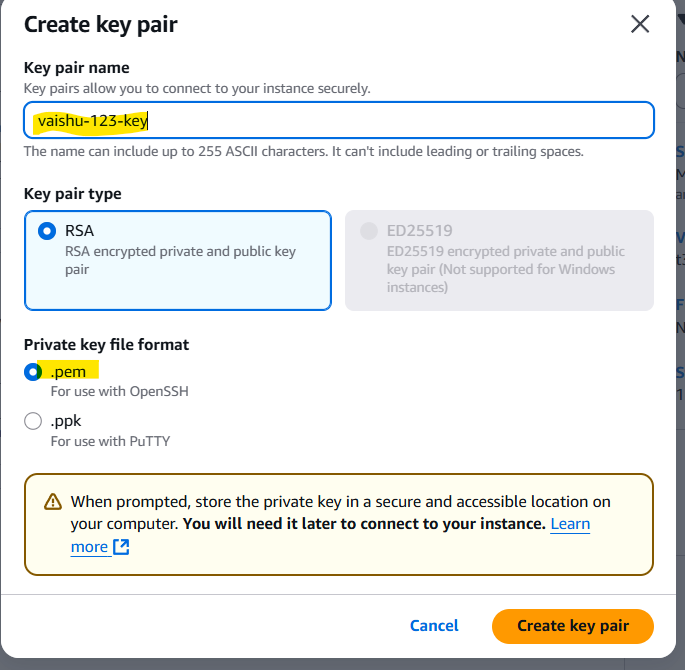 Create key pair
Key pair name
Key pairs allow you to connect to your instance securely.
vaishu-123-key
The name can include up to 255 ASCII characters. It can't include leading or trailing spaces.
Key pair type
RSA
RSA encrypted private and public key
pair
ED25519
ED25519 encrypted private and public
key pair (Not supported for Windows
instances)
Private key file format
.pem
For use with OpenSSH
.ppk
For use with PuTTY
When prompted, store the private key in a secure and accessible location on
your computer. You will need it later to connect to your instance. Learn
more
Cancel
Create key pair